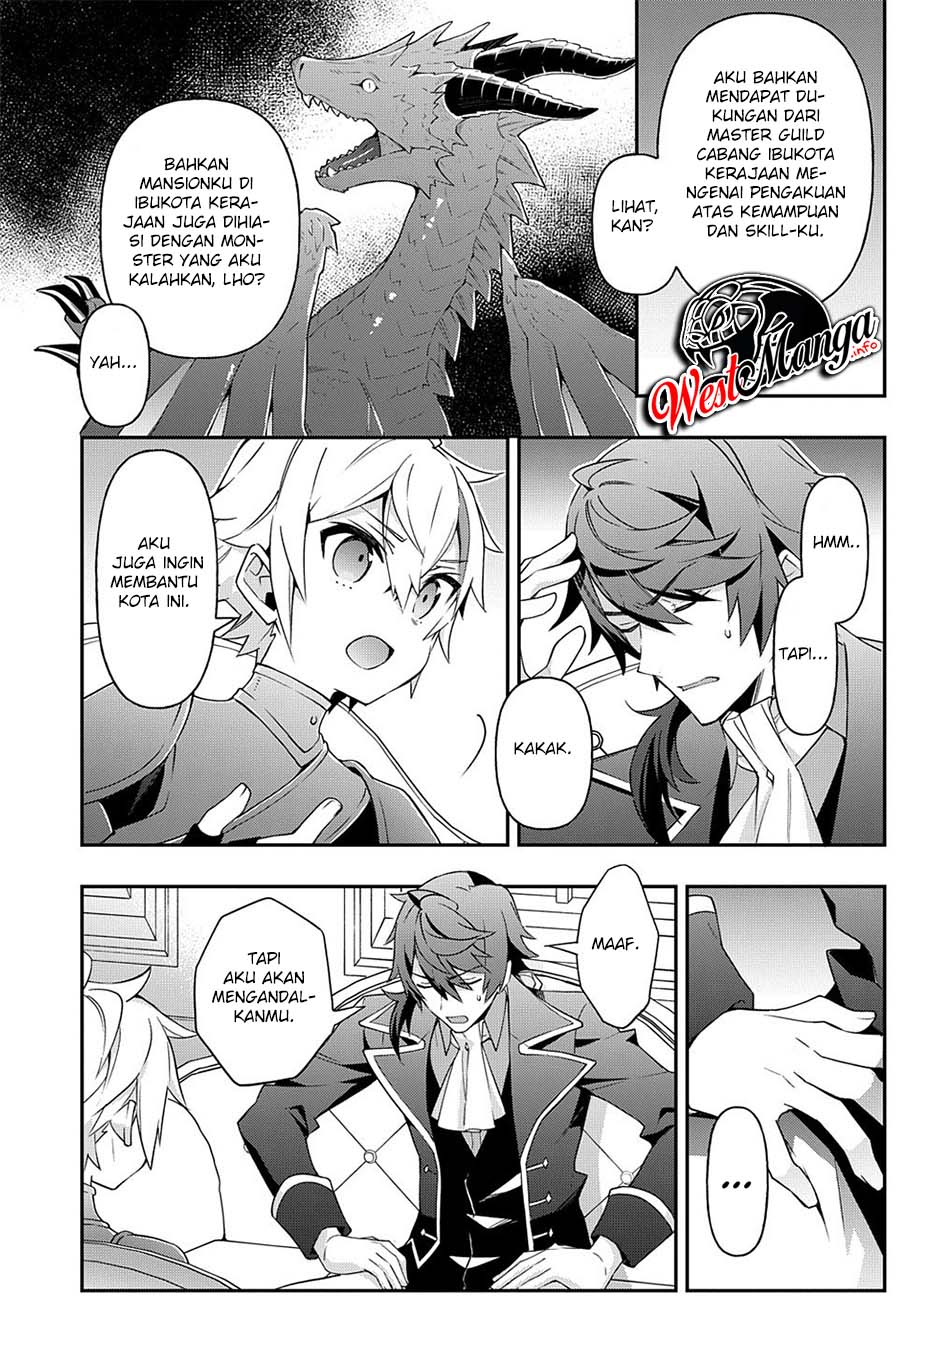 AKU BAHKAN
MENDAPAT DU-
KUNGAN DARI
MASTER GUILD
CABANG IBUKOTA
KERAJAAN ME-
NGENAI PENGAKUAN
ATAS KEMAMPUAN
DAN SKILL-KU.
LIHAT,
KAN?
BAHKAN
MANSIONKU DI
IBUKOTA KERA-
JAAN JUGA DIHIA-
SI DENGAN MON-
STER YANG AKU
KALAHKAN, LHO?
YAH...
WestManga
.info
HMM..
TAPI...
KAKAK.
AKU
JUGA INGIN
MEMBANTU
KOTA INI.
...
MAAF.
TAPI
AKU AKAN
MENGANDAL-
KANMU.